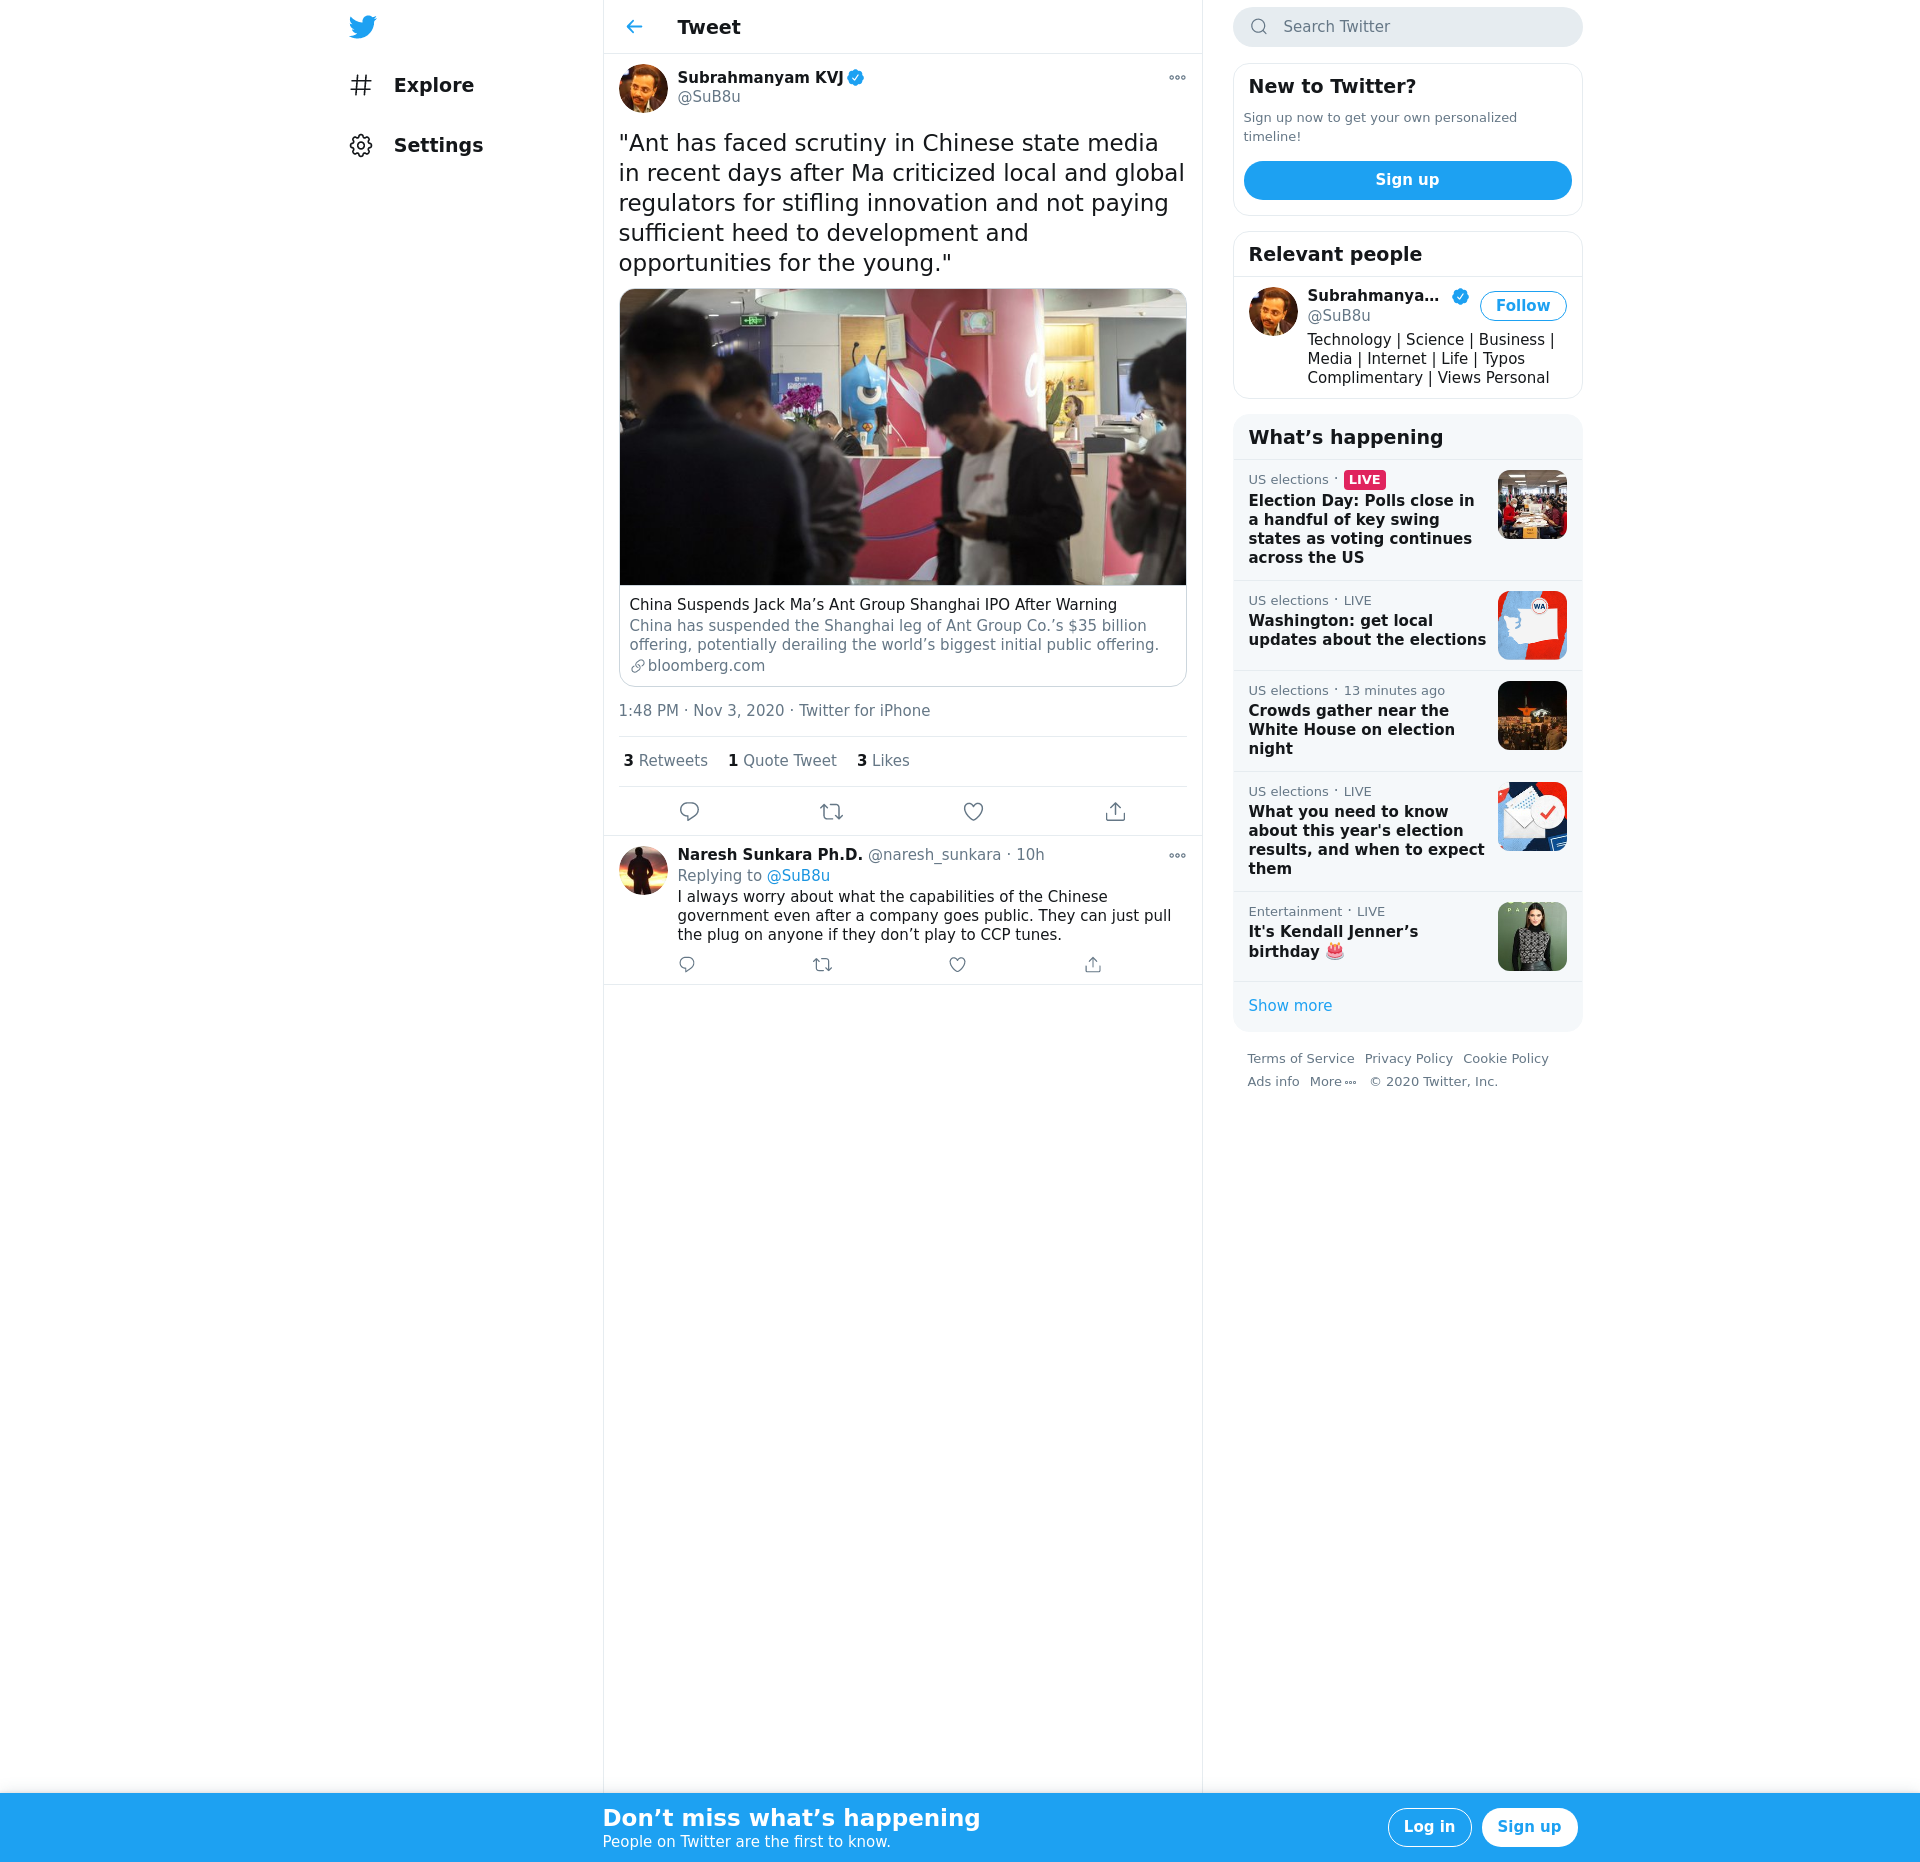 Explore
Settings
Tweet
Subrahmanyam KVJ
@SuB8u
"Ant has faced scrutiny in Chinese state media
in recent days after Ma criticized local and global
regulators for stifling innovation and not paying
sufficient heed to development and
opportunities for the young."
China Suspends Jack Ma’s Ant Group Shanghai IPO After Warning
China has suspended the Shanghai leg of Ant Group Co.’s $35 billion
offering, potentially derailing the world’s biggest initial public offering.
bloomberg.com
1:48 PM · Nov 3, 2020 · Twitter for iPhone
3 Retweets 1 Quote Tweet 3 Likes
Naresh Sunkara Ph.D. @naresh_sunkara · 10h
Replying to @SuB8u
I always worry about what the capabilities of the Chinese
government even after a company goes public. They can just pull
the plug on anyone if they don’t play to CCP tunes.
Search Twitter
New to Twitter?
Sign up now to get your own personalized
timeline!
Sign up
Relevant people
Subrahmanya...
@SuB8u
Follow
Technology | Science | Business |
Media | Internet | Life | Typos
Complimentary | Views Personal
What’s happening
US elections · LIVE
Election Day: Polls close in
a handful of key swing
states as voting continues
across the US
US elections · LIVE
Washington: get local
updates about the elections
WA
US elections · 13 minutes ago
Crowds gather near the
White House on election
night
US elections · LIVE
What you need to know
about this year's election
results, and when to expect
them
Entertainment · LIVE
It's Kendall Jenner’s
birthday
Show more
Terms of Service Privacy Policy Cookie Policy
Ads info More © 2020 Twitter, Inc.
Don’t miss what’s happening
People on Twitter are the first to know.
Log in
Sign up